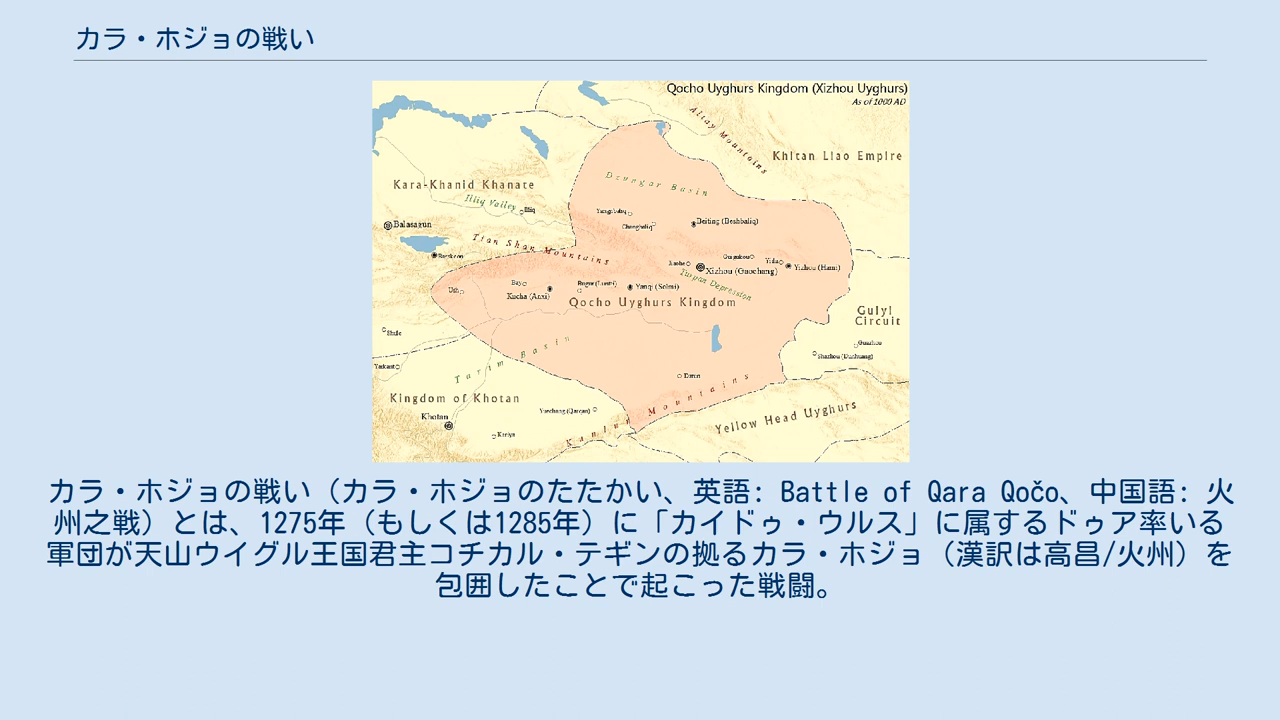 カラ・ホジョの戦い
Qocho Uyghurs Kingdom (Xizhou Uyghurs)
As of 1000 AD
Altay Mountains
Khitan Liao Empire
Kara-Khanid Khanate
Dzungar Basin
Illiq Valley
Balasagun
Beiting (Beshbaliq)
Tian Shan Mountains
Xizhou (Gaochang)
Yizhou (Hami)
Turpan Depression
Kucha (Anxi)
Yanqi (Solmi)
Qocho Uyghurs Kingdom
Guiyi
Circuit
Guazhou
Shazhou (Dunhuang)
Shule
Yarkant
Tarim Basin
Kingdom of Khotan
Khotan
Keriya
Kunlun Mountains
Yellow Head Uyghurs
カラ・ホジョの戦い（カラ・ホジョのたたかい、英語: Battle of Qara Qočo、中国語: 火
州之戦）とは、1275年（もしくは1285年）に「カイドゥ・ウルス」に属するドゥア率いる
軍団が天山ウイグル王国君主コチカル・テギンの拠るカラ・ホジョ（漢訳は高昌/火州）を
包囲したことで起こった戦闘。